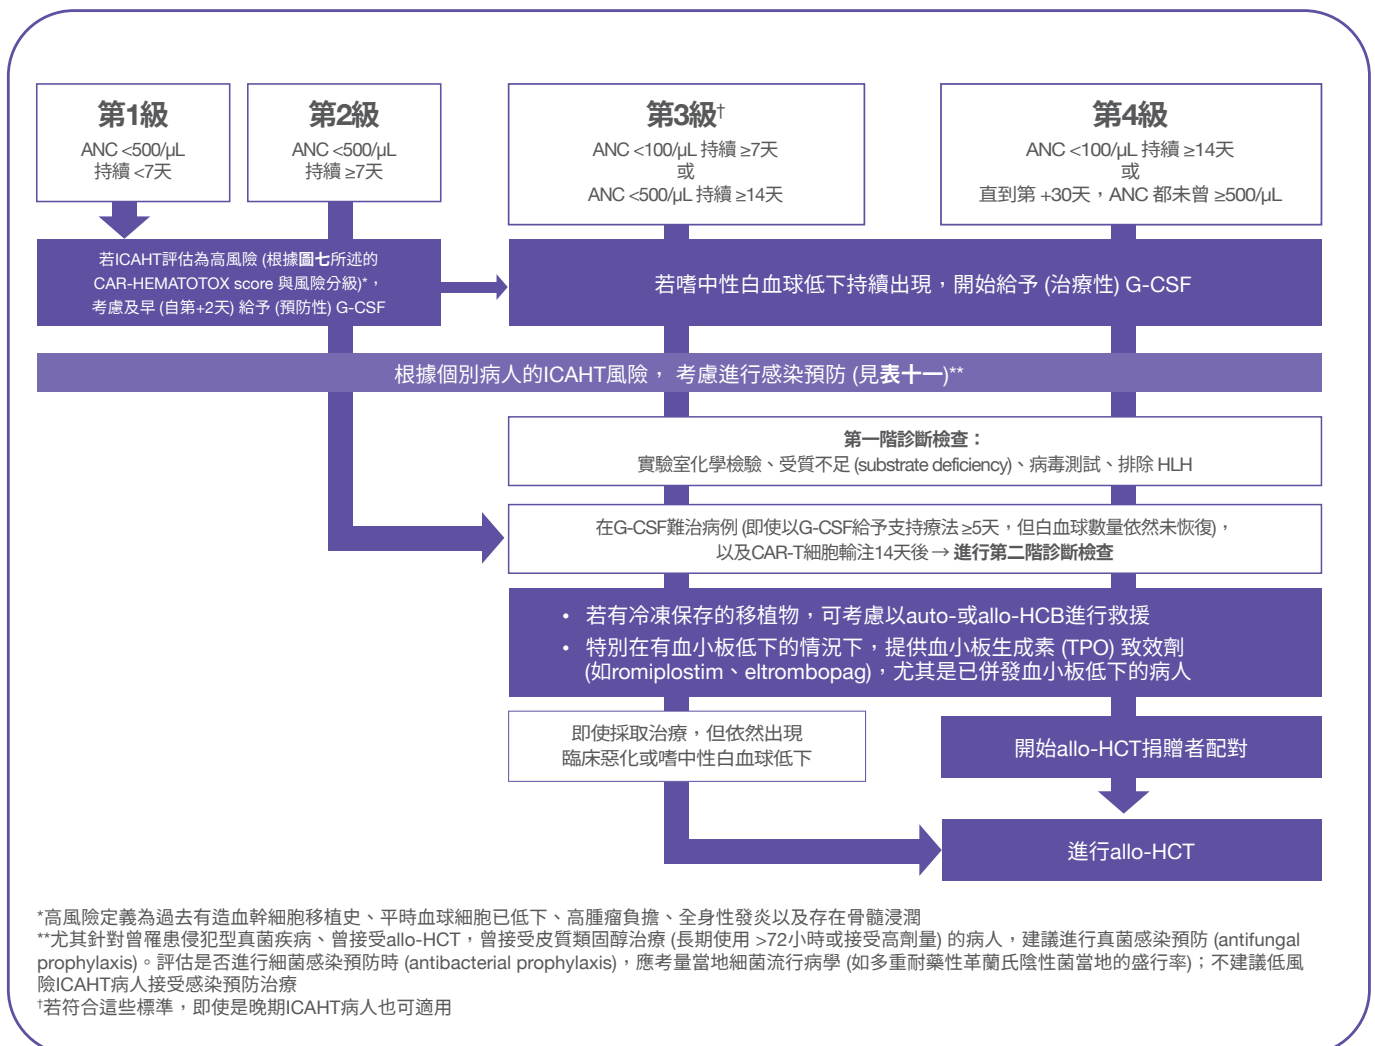 第1級
ANC <500/μL
持續 <7天
第2級
ANC <500/μL
持續 ≥7天
第3級†
ANC <100/μL 持續 ≥7天
或
ANC <500/μL 持續 ≥14天
第4級
ANC <100/μL 持續 ≥14天
或
直到第 +30天，ANC 都未曾 ≥500/μL
若ICAHT評估為高風險 (根據圖七所述的
CAR-HEMATOTOX score 與風險分級)*，
考慮及早 (自第+2天) 給予 (預防性) G-CSF
若嗜中性白血球低下持續出現，開始給予 (治療性) G-CSF
根據個別病人的ICAHT風險， 考慮進行感染預防 (見表十一)**
第一階診斷檢查：
實驗室化學檢驗、受質不足 (substrate deficiency)、病毒測試、排除 HLH
在G-CSF難治病例 (即使以G-CSF給予支持療法 ≥5天，但白血球數量依然未恢復)，
以及CAR-T細胞輸注14天後 → 進行第二階診斷檢查
• 若有冷凍保存的移植物，可考慮以auto-或allo-HCB進行救援
• 特別在有血小板低下的情況下，提供血小板生成素 (TPO) 致效劑
(如romiplostim、eltrombopag)，尤其是已併發血小板低下的病人
即使採取治療，但依然出現
臨床惡化或嗜中性白血球低下
開始allo-HCT捐贈者配對
進行allo-HCT
*高風險定義為過去有造血幹細胞移植史、平時血球細胞已低下、高腫瘤負擔、全身性發炎以及存在骨髓浸潤
**尤其針對曾罹患侵犯型真菌疾病、曾接受allo-HCT，曾接受皮質類固醇治療 (長期使用 >72小時或接受高劑量) 的病人，建議進行真菌感染預防 (antifungal
prophylaxis)。評估是否進行細菌感染預防時 (antibacterial prophylaxis)，應考量當地細菌流行病學 (如多重耐藥性革蘭氏陰性菌當地的盛行率)；不建議低風
險ICAHT病人接受感染預防治療
†若符合這些標準，即使是晚期ICAHT病人也可適用